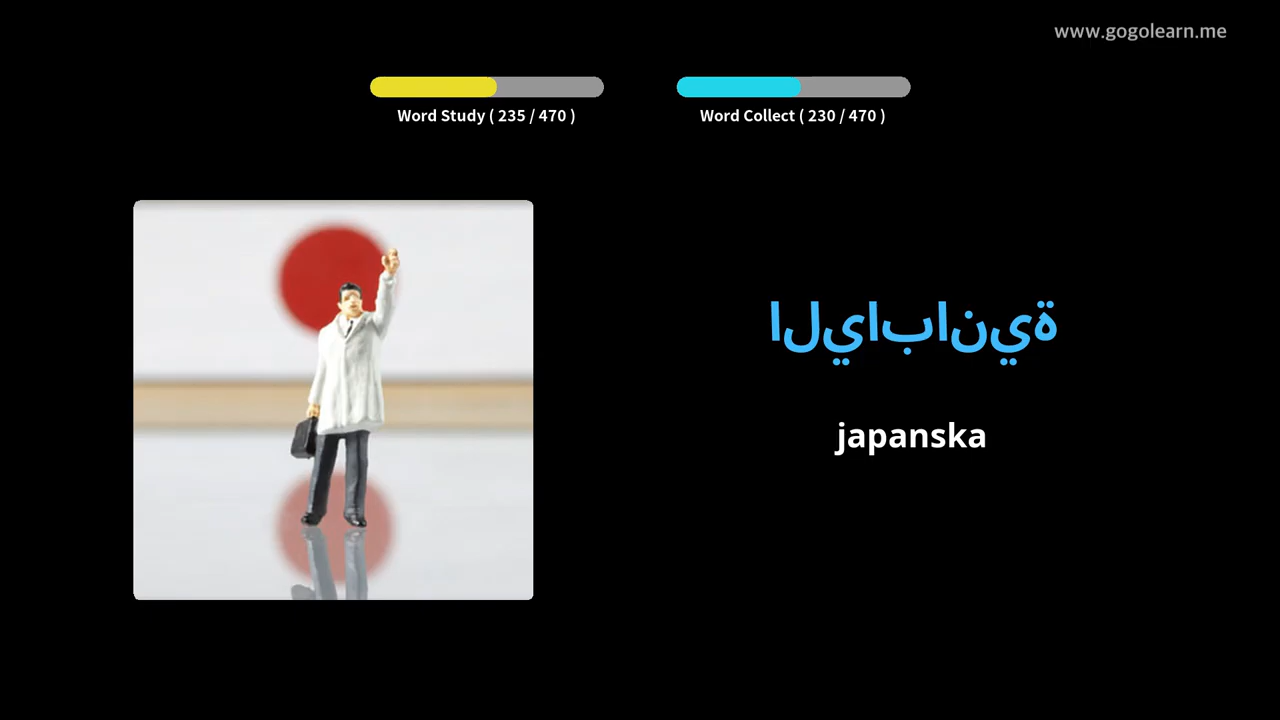 www.gogolearn.me
Word Study ( 235 / 470 )
Word Collect ( 230 / 470 )
اليابانية
japanska